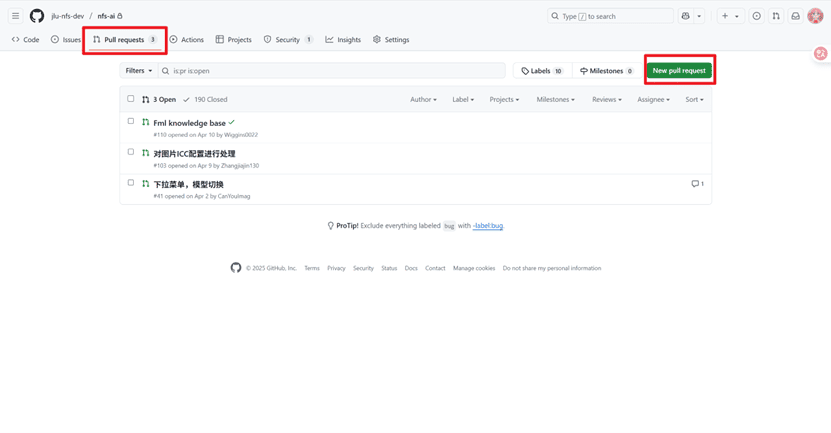 jlu-nfs-dev / nfs-ai
Type / to search
Code Issues Pull requests 3 Actions Projects Security 1 Insights Settings
Filters is:pr is:open Labels 10 Milestones 0 New pull request
3 Open 190 Closed Author Label Projects Milestones Reviews Assignee Sort
Fml knowledge base
#110 opened on Apr 10 by Wiggins0022
对图片ICC配置进行处理
#103 opened on Apr 9 by Zhangjiajin130
下拉菜单，模型切换 1
#41 opened on Apr 2 by CanYouImag
ProTip! Exclude everything labeled bug with -label:bug
© 2025 GitHub, Inc. Terms Privacy Security Status Docs Contact Manage cookies Do not share my personal information